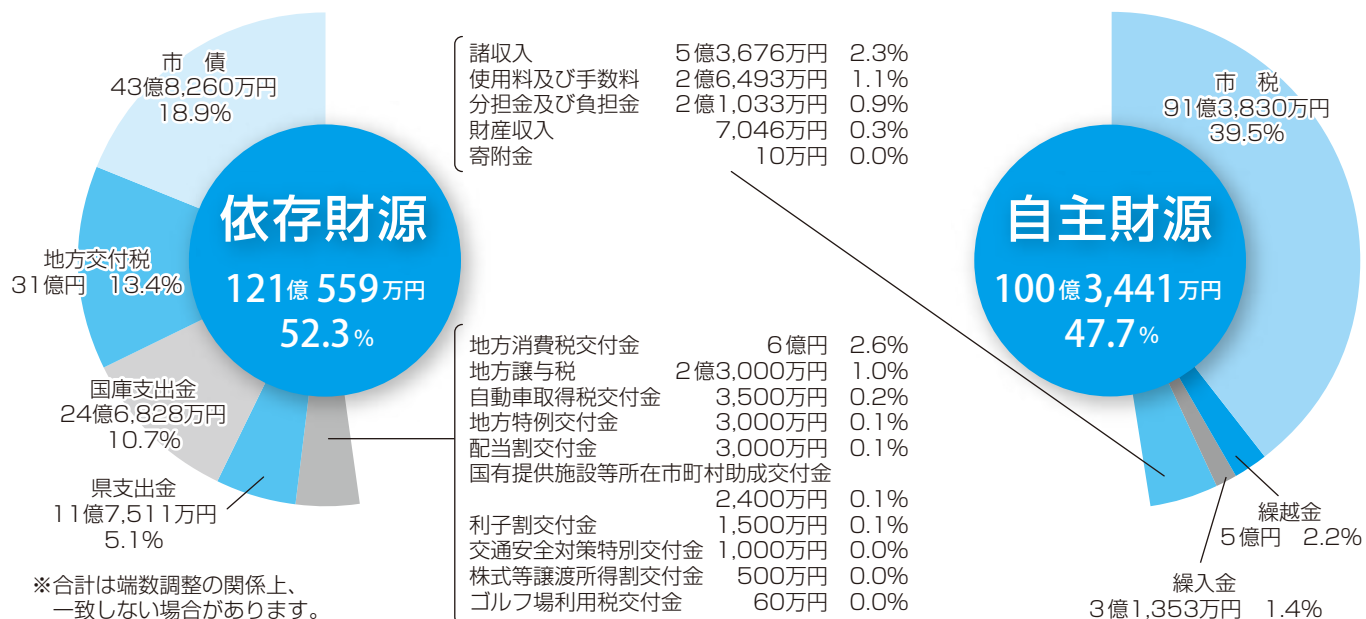 市　債
43億8,260万円
18.9%
地方交付税
31億円　13.4%
国庫支出金
24億6,828万円
10.7%
県支出金
11億7,511万円
5.1%
依存財源
121億559万円
52.3%
※合計は端数調整の関係上、
一致しない場合があります。
諸収入　5億3,676万円　2.3%
使用料及び手数料　2億6,493万円　1.1%
分担金及び負担金　2億1,033万円　0.9%
財産収入　7,046万円　0.3%
寄附金　10万円　0.0%
地方消費税交付金　6億円　2.6%
地方譲与税　2億3,000万円　1.0%
自動車取得税交付金　3,500万円　0.2%
地方特例交付金　3,000万円　0.1%
配当割交付金　3,000万円　0.1%
国有提供施設等所在市町村助成交付金
2,400万円　0.1%
利子割交付金　1,500万円　0.1%
交通安全対策特別交付金　1,000万円　0.0%
株式等譲渡所得割交付金　500万円　0.0%
ゴルフ場利用税交付金　60万円　0.0%
市　税
91億3,830万円
39.5%
自主財源
100億3,441万円
47.7%
繰越金
5億円　2.2%
繰入金
3億1,353万円　1.4%